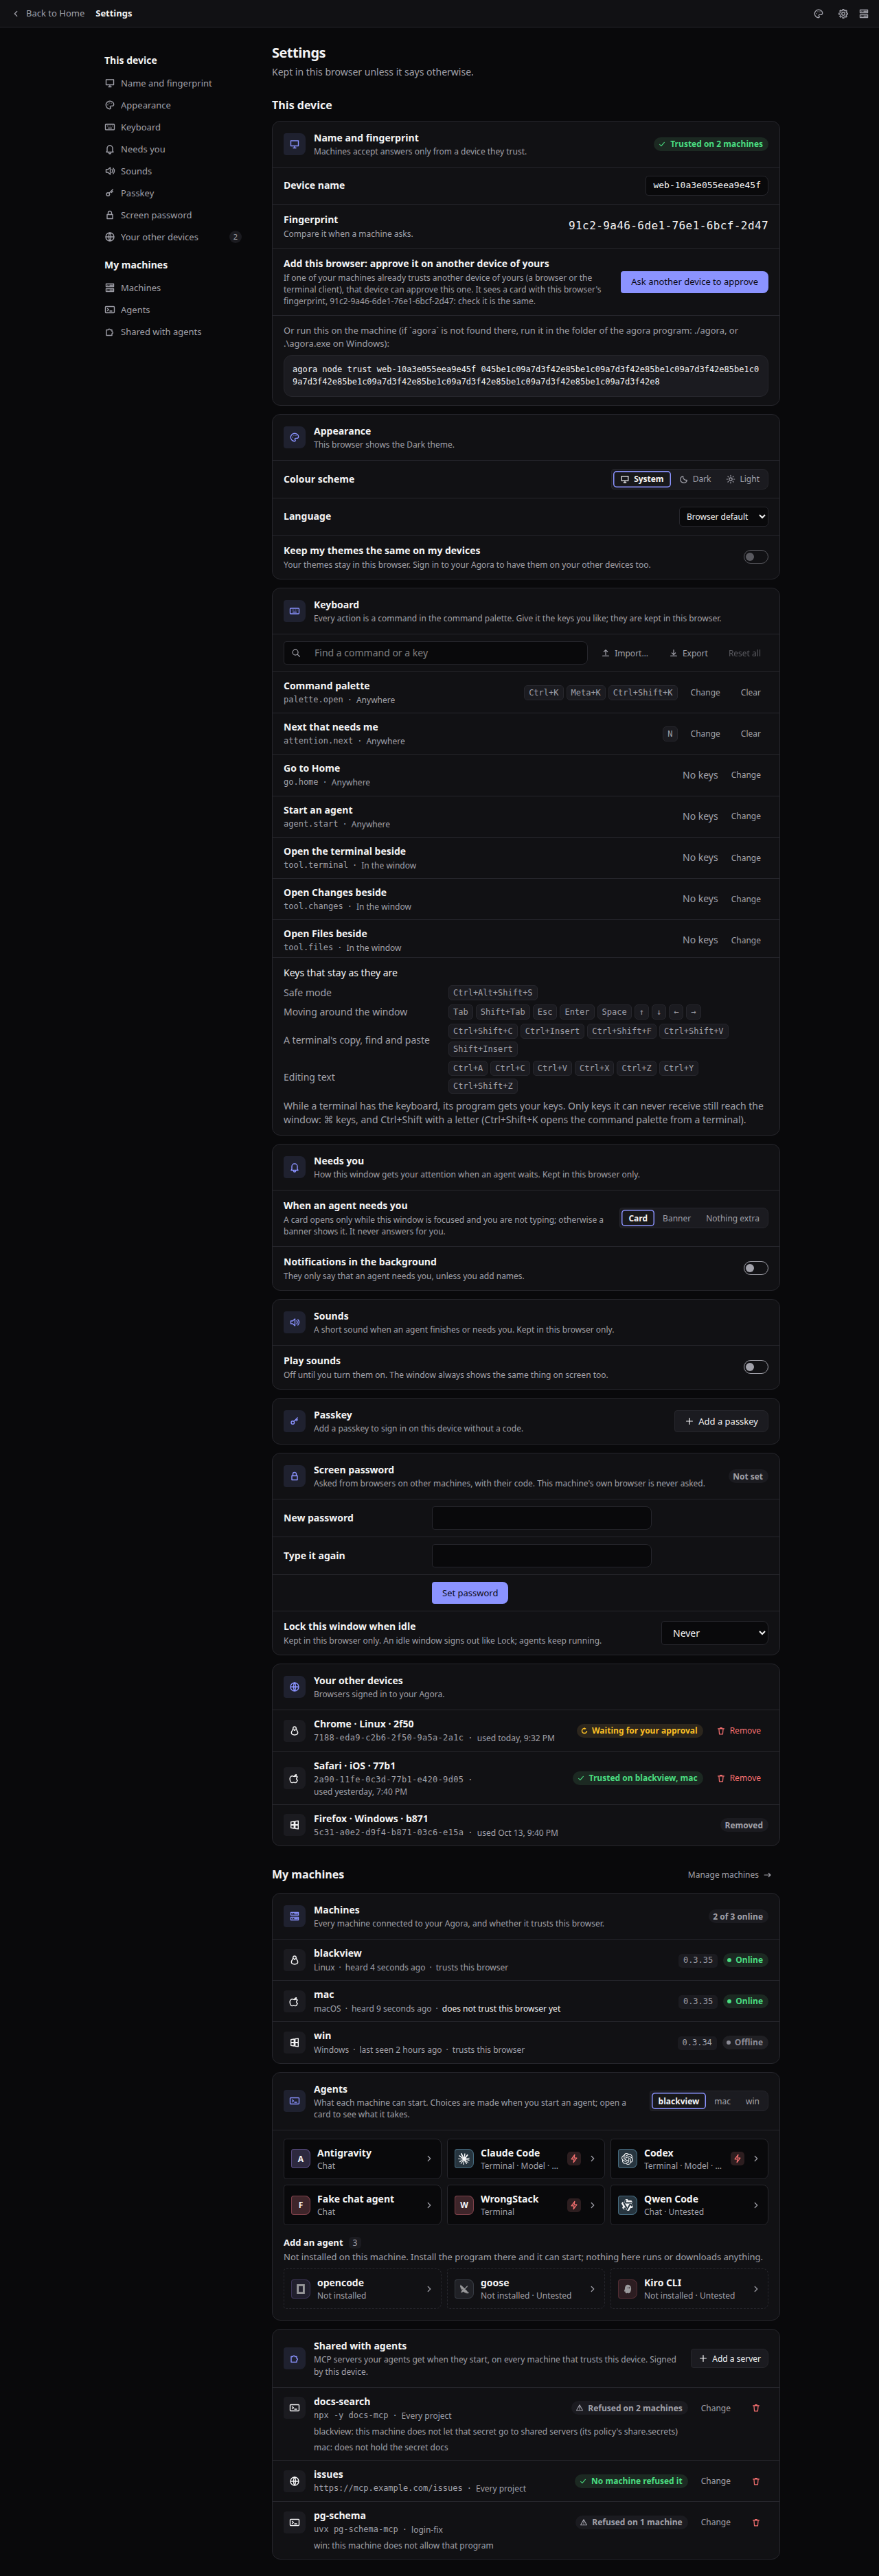 Back to Home Settings
This device
Name and fingerprint
Appearance
Keyboard
Needs you
Sounds
Passkey
Screen password
Your other devices 2
My machines
Machines
Agents
Shared with agents
Settings
Kept in this browser unless it says otherwise.
This device
Name and fingerprint
Machines accept answers only from a device they trust.
Trusted on 2 machines
Device name
web-10a3e055eea9e45f
Fingerprint
Compare it when a machine asks.
91c2-9a46-6de1-76e1-6bcf-2d47
Add this browser: approve it on another device of yours
If one of your machines already trusts another device of yours (a browser or the
terminal client), that device can approve this one. It sees a card with this browser's
fingerprint, 91c2-9a46-6de1-76e1-6bcf-2d47: check it is the same.
Ask another device to approve
Or run this on the machine (if `agora` is not found there, run it in the folder of the agora program: ./agora, or
.\agora.exe on Windows):
agora node trust web-10a3e055eea9e45f 045be1c09a7d3f42e85be1c09a7d3f42e85be1c09a7d3f42e85be1c0
9a7d3f42e85be1c09a7d3f42e85be1c09a7d3f42e85be1c09a7d3f42e85be1c09a7d3f42e8
Appearance
This browser shows the Dark theme.
Colour scheme
System Dark Light
Language
Browser default
Keep my themes the same on my devices
Your themes stay in this browser. Sign in to your Agora to have them on your other devices too.
Keyboard
Every action is a command in the command palette. Give it the keys you like; they are kept in this browser.
Find a command or a key
Import… Export Reset all
Command palette
palette.open · Anywhere
Ctrl+K Meta+K Ctrl+Shift+K Change Clear
Next that needs me
attention.next · Anywhere
N Change Clear
Go to Home
go.home · Anywhere
No keys Change
Start an agent
agent.start · Anywhere
No keys Change
Open the terminal beside
tool.terminal · In the window
No keys Change
Open Changes beside
tool.changes · In the window
No keys Change
Open Files beside
tool.files · In the window
No keys Change
Keys that stay as they are
Safe mode Ctrl+Alt+Shift+S
Moving around the window Tab Shift+Tab Esc Enter Space ↑ ↓ ← →
A terminal's copy, find and paste Ctrl+Shift+C Ctrl+Insert Ctrl+Shift+F Ctrl+Shift+V
Shift+Insert
Editing text Ctrl+A Ctrl+C Ctrl+V Ctrl+X Ctrl+Z Ctrl+Y
Ctrl+Shift+Z
While a terminal has the keyboard, its program gets your keys. Only keys it can never receive still reach the
window: ⌘ keys, and Ctrl+Shift with a letter (Ctrl+Shift+K opens the command palette from a terminal).
Needs you
How this window gets your attention when an agent waits. Kept in this browser only.
When an agent needs you
A card opens only while this window is focused and you are not typing; otherwise a
banner shows it. It never answers for you.
Card Banner Nothing extra
Notifications in the background
They only say that an agent needs you, unless you add names.
Sounds
A short sound when an agent finishes or needs you. Kept in this browser only.
Play sounds
Off until you turn them on. The window always shows the same thing on screen too.
Passkey
Add a passkey to sign in on this device without a code.
Add a passkey
Screen password
Asked from browsers on other machines, with their code. This machine's own browser is never asked.
Not set
New password
Type it again
Set password
Lock this window when idle
Kept in this browser only. An idle window signs out like Lock; agents keep running.
Never
Your other devices
Browsers signed in to your Agora.
Chrome · Linux · 2f50
7188-eda9-c2b6-2f50-9a5a-2a1c · used today, 9:32 PM
Waiting for your approval Remove
Safari · iOS · 77b1
2a90-11fe-0c3d-77b1-e420-9d05 ·
used yesterday, 7:40 PM
Trusted on blackview, mac Remove
Firefox · Windows · b871
5c31-a0e2-d9f4-b871-03c6-e15a · used Oct 13, 9:40 PM
Removed
My machines
Manage machines →
Machines
Every machine connected to your Agora, and whether it trusts this browser.
2 of 3 online
blackview
Linux · heard 4 seconds ago · trusts this browser
0.3.35 Online
mac
macOS · heard 9 seconds ago · does not trust this browser yet
0.3.35 Online
win
Windows · last seen 2 hours ago · trusts this browser
0.3.34 Offline
Agents
What each machine can start. Choices are made when you start an agent; open a
card to see what it takes.
blackview mac win
Antigravity
Chat
Claude Code
Terminal · Model · …
Codex
Terminal · Model · …
Fake chat agent
Chat
WrongStack
Terminal
Qwen Code
Chat · Untested
Add an agent 3
Not installed on this machine. Install the program there and it can start; nothing here runs or downloads anything.
opencode
Not installed
goose
Not installed · Untested
Kiro CLI
Not installed · Untested
Shared with agents
MCP servers your agents get when they start, on every machine that trusts this device. Signed
by this device.
Add a server
docs-search
npx -y docs-mcp · Every project
Refused on 2 machines Change
blackview: this machine does not let that secret go to shared servers (its policy's share.secrets)
mac: does not hold the secret docs
issues
https://mcp.example.com/issues · Every project
No machine refused it Change
pg-schema
uvx pg-schema-mcp · login-fix
Refused on 1 machine Change
win: this machine does not allow that program